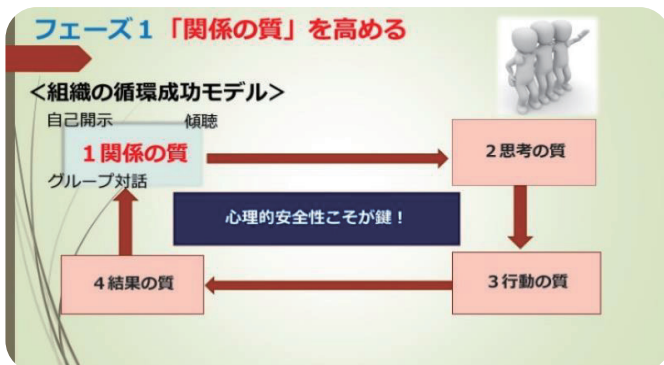 フェーズ1「関係の質」を高める
<組織の循環成功モデル>
自己開示 傾聴
1関係の質
グループ対話
2思考の質
心理的安全性こそが鍵！
4結果の質
3行動の質